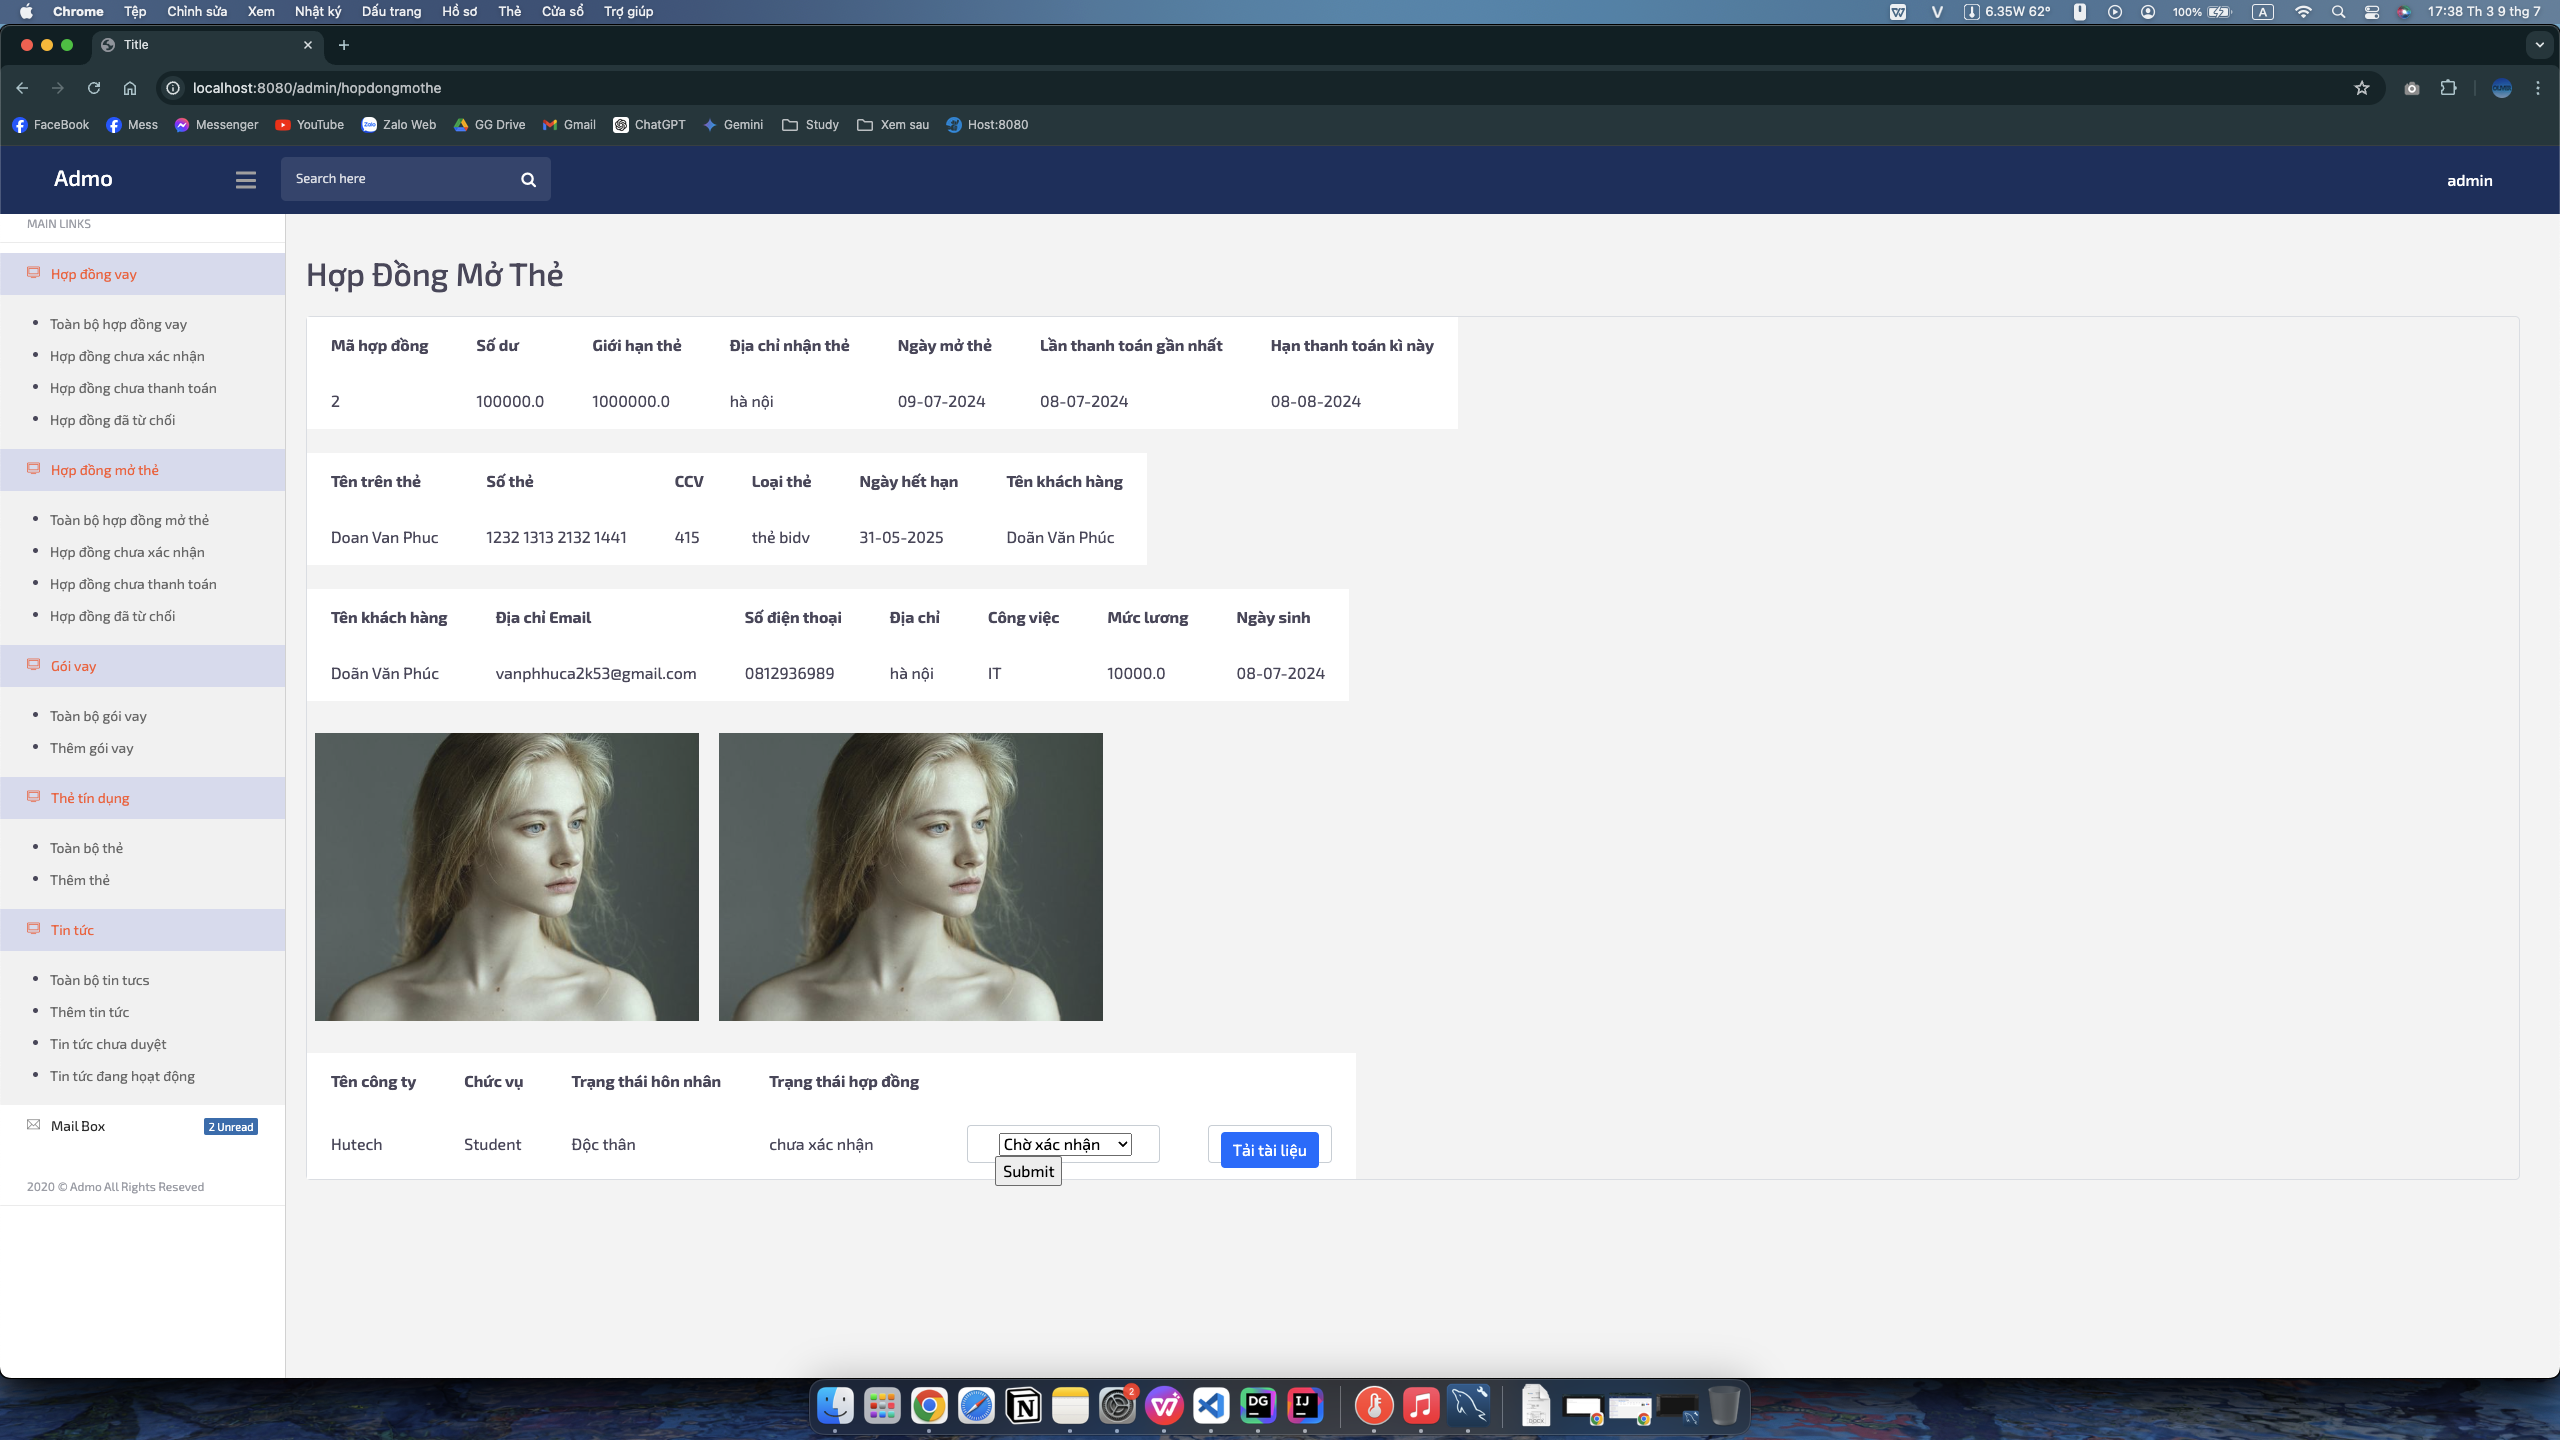 Chrome Tệp Chỉnh sửa Xem Nhật ký Dấu trang Hồ sơ Thẻ Cửa sổ Trợ giúp 6.35W 62° 100% A 17:38 Th 3 9 thg 7
Title
localhost:8080/admin/hopdongmothe
FaceBook Mess Messenger YouTube Zalo Web GG Drive Gmail ChatGPT Gemini Study Xem sau Host:8080
Admo Search here admin
MAIN LINKS
Hợp đồng vay
Toàn bộ hợp đồng vay
Hợp đồng chưa xác nhận
Hợp đồng chưa thanh toán
Hợp đồng đã từ chối
Hợp đồng mở thẻ
Toàn bộ hợp đồng mở thẻ
Hợp đồng chưa xác nhận
Hợp đồng chưa thanh toán
Hợp đồng đã từ chối
Gói vay
Toàn bộ gói vay
Thêm gói vay
Thẻ tín dụng
Toàn bộ thẻ
Thêm thẻ
Tin tức
Toàn bộ tin tưcs
Thêm tin tức
Tin tức chưa duyệt
Tin tức đang hoạt động
Mail Box 2 Unread
2020 © Admo All Rights Reseved
Hợp Đồng Mở Thẻ
Mã hợp đồng Số dư Giới hạn thẻ Địa chỉ nhận thẻ Ngày mở thẻ Lần thanh toán gần nhất Hạn thanh toán kì này
2 100000.0 1000000.0 hà nội 09-07-2024 08-07-2024 08-08-2024
Tên trên thẻ Số thẻ CCV Loại thẻ Ngày hết hạn Tên khách hàng
Doan Van Phuc 1232 1313 2132 1441 415 thẻ bidv 31-05-2025 Doãn Văn Phúc
Tên khách hàng Địa chỉ Email Số điện thoại Địa chỉ Công việc Mức lương Ngày sinh
Doãn Văn Phúc vanphhuca2k53@gmail.com 0812936989 hà nội IT 10000.0 08-07-2024
Tên công ty Chức vụ Trạng thái hôn nhân Trạng thái hợp đồng
Hutech Student Độc thân chưa xác nhận Chờ xác nhận Tải tài liệu
Submit
2
DG
IJ